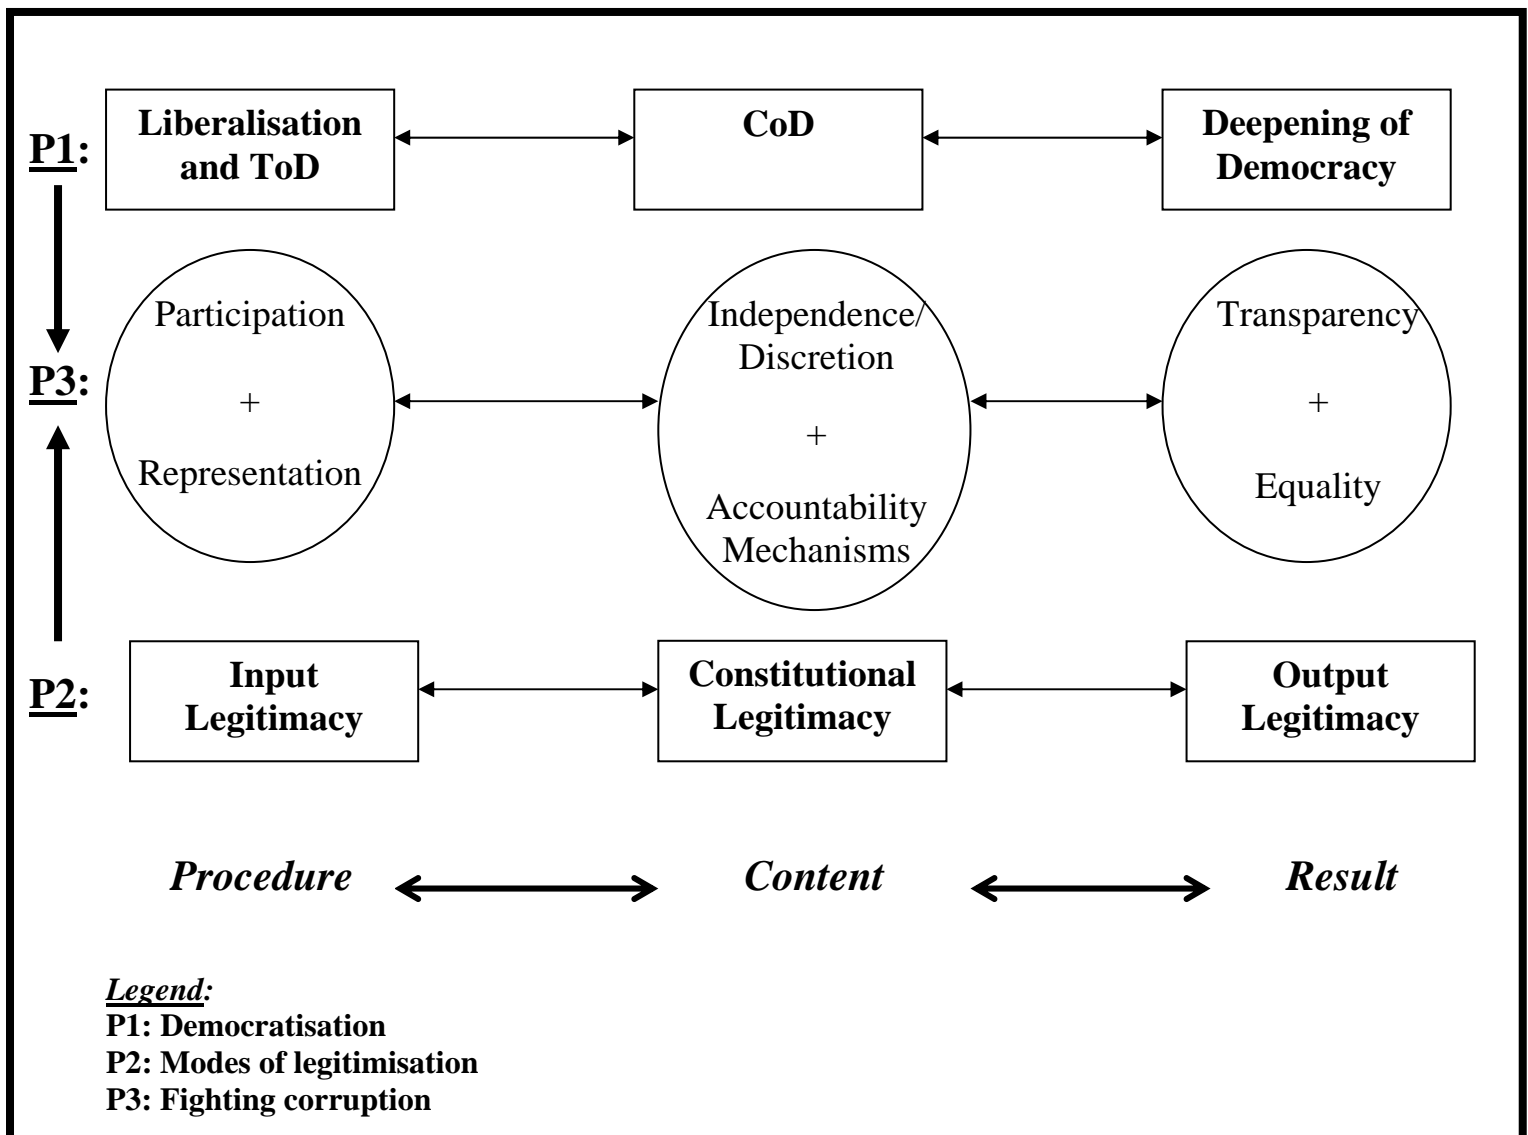 P1:
Liberalisation
and ToD
CoD
Deepening of
Democracy
P3:
Participation
+
Representation
Independence/
Discretion
+
Accountability
Mechanisms
Transparency
+
Equality
P2:
Input
Legitimacy
Constitutional
Legitimacy
Output
Legitimacy
Procedure
Content
Result
Legend:
P1: Democratisation
P2: Modes of legitimisation
P3: Fighting corruption